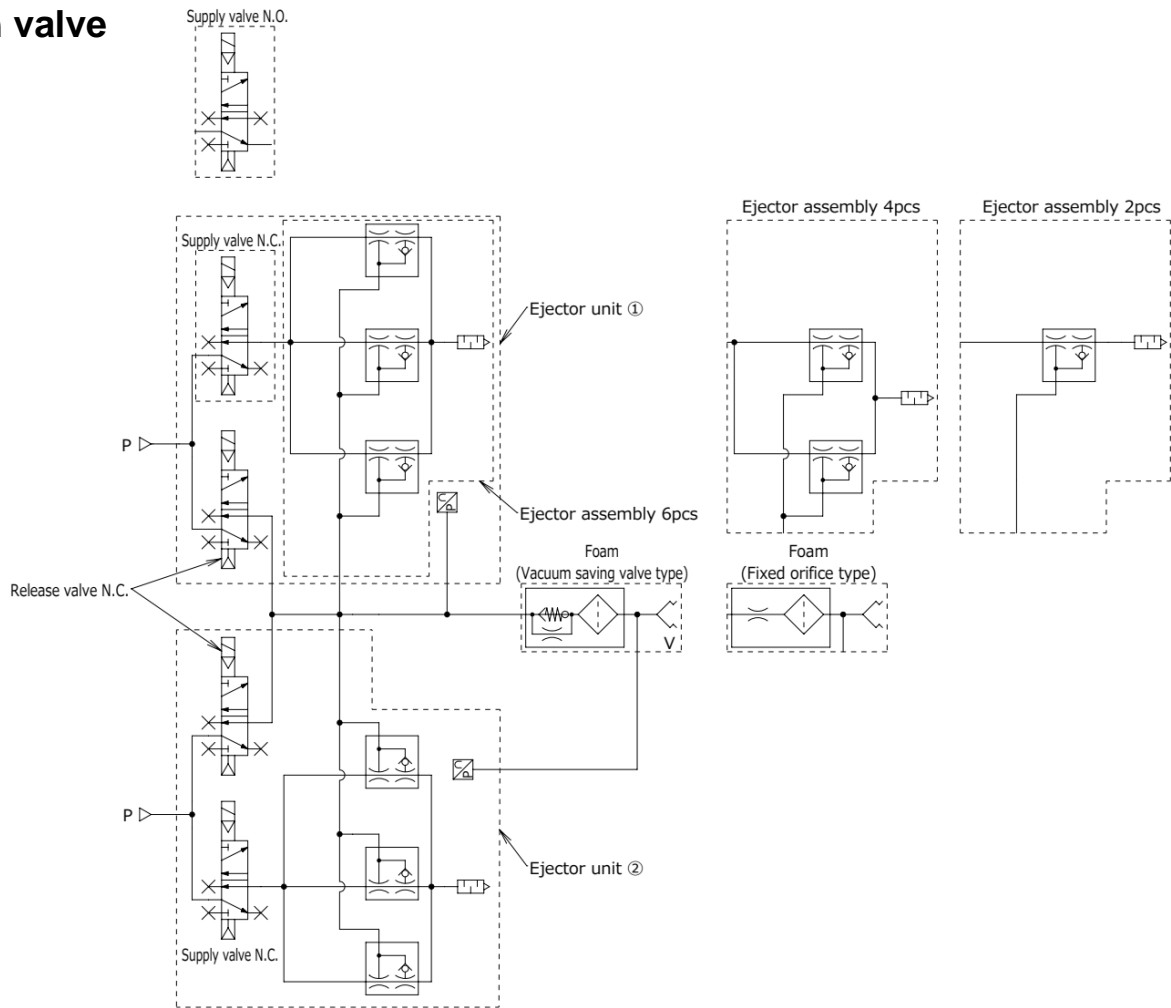 valve
Supply valve N.O.
Ejector assembly 4pcs
Ejector assembly 2pcs
Supply valve N.C.
Ejector unit ①
P
Ejector assembly 6pcs
Foam
(Vacuum saving valve type)
Foam
(Fixed orifice type)
Release valve N.C.
V
P
Ejector unit ②
Supply valve N.C.